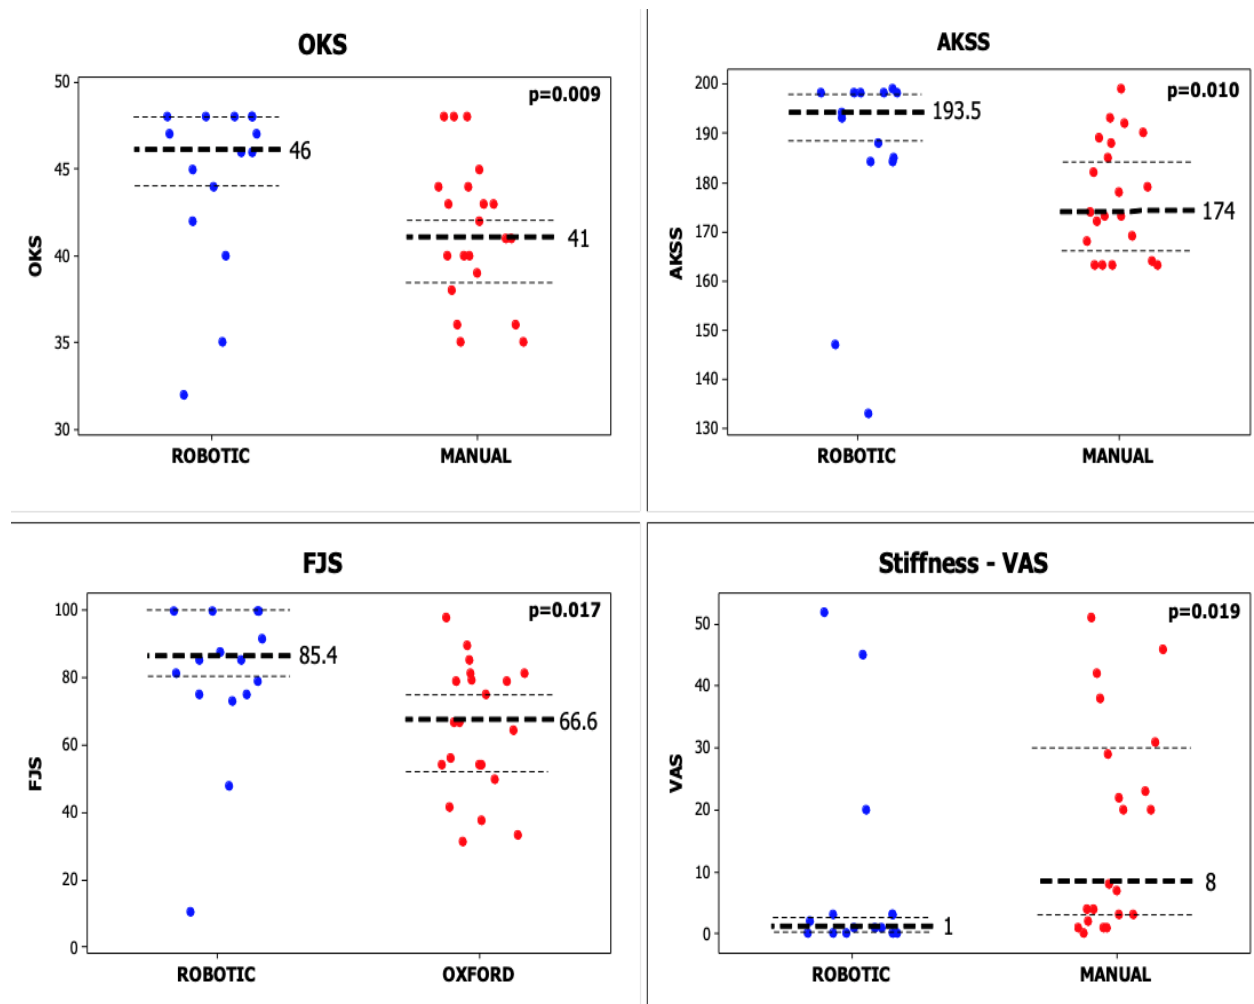 OKS
p=0.009
50
45
40
35
30
OKS
46
41
ROBOTIC
MANUAL
AKSS
p=0.010
200
190
180
170
160
150
140
130
AKSS
193.5
174
ROBOTIC
MANUAL
FJS
p=0.017
100
80
60
40
20
0
FJS
85.4
66.6
ROBOTIC
OXFORD
Stiffness - VAS
p=0.019
50
40
30
20
10
0
VAS
1
8
ROBOTIC
MANUAL